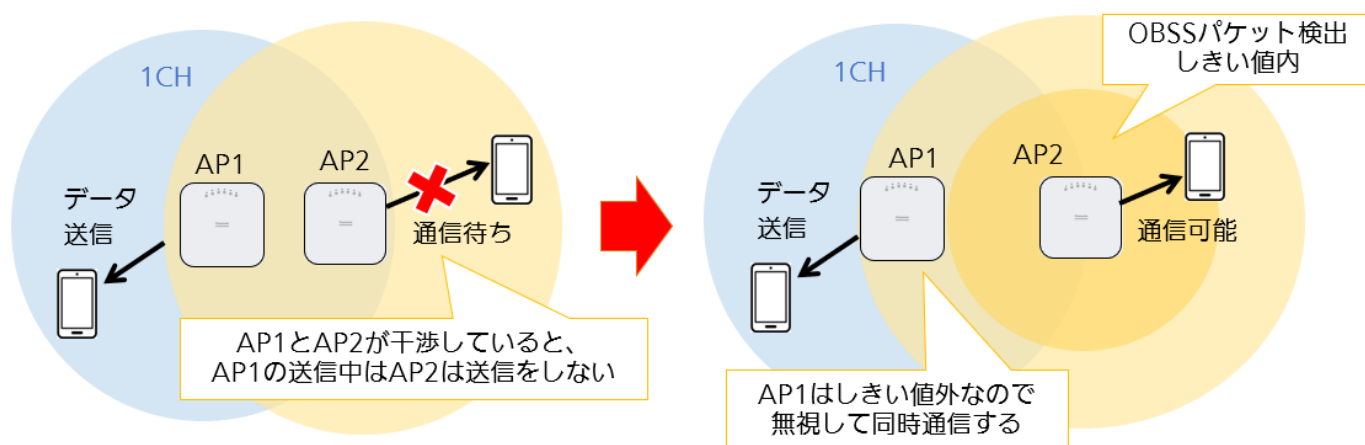 1CH
AP1
AP2
データ
送信
通信待ち
AP1とAP2が干渉していると、
AP1の送信中はAP2は送信をしない
OBSSパケット検出
しきい値内
1CH
AP1
AP2
データ
送信
通信可能
AP1はしきい値外なので
無視して同時通信する